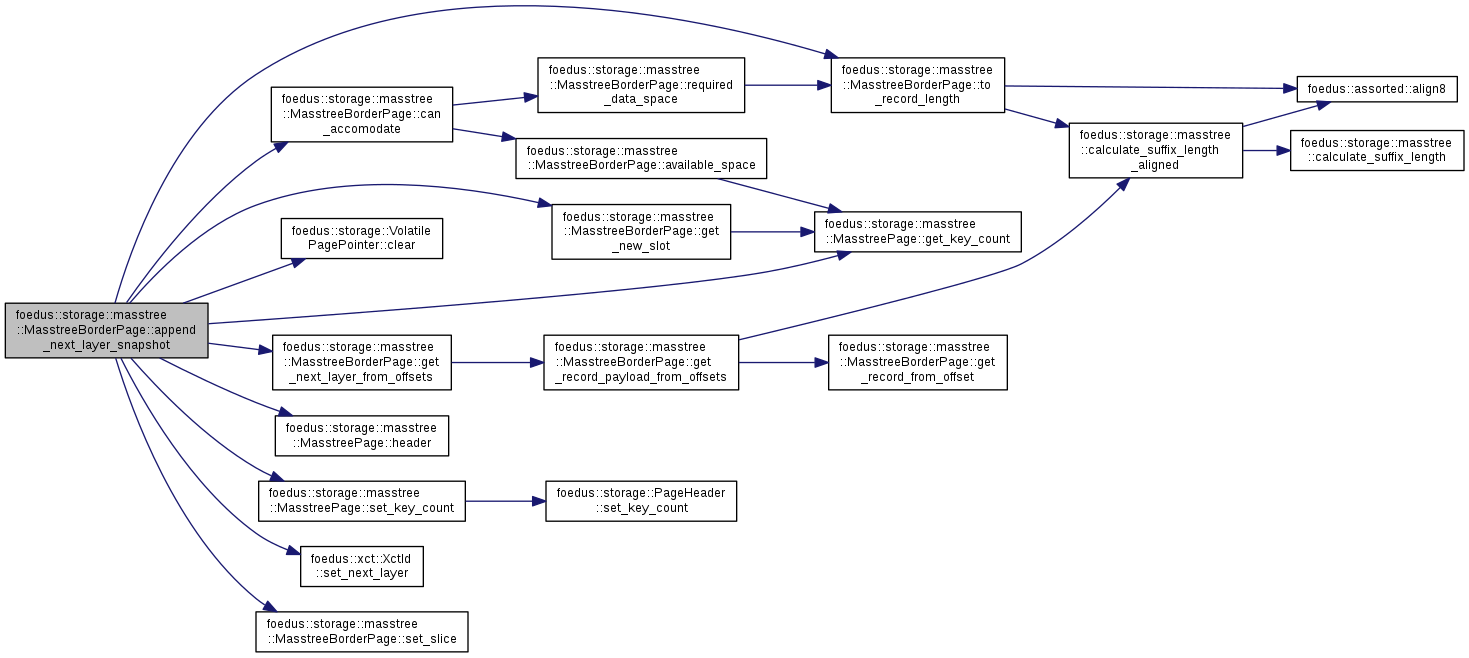 foedus::storage::masstree
::MasstreeBorderPage::append
_next_layer_snapshot
foedus::storage::masstree
::MasstreeBorderPage::can
_accomodate
foedus::storage::masstree
::MasstreeBorderPage::required
_data_space
foedus::storage::masstree
::MasstreeBorderPage::to
_record_length
foedus::assorted::align8
foedus::storage::masstree
::calculate_suffix_length
_aligned
foedus::storage::masstree
::calculate_suffix_length
foedus::storage::masstree
::MasstreeBorderPage::available_space
foedus::storage::masstree
::MasstreePage::get_key_count
foedus::storage::masstree
::MasstreeBorderPage::get
_new_slot
foedus::storage::Volatile
PagePointer::clear
foedus::storage::masstree
::MasstreeBorderPage::get
_next_layer_from_offsets
foedus::storage::masstree
::MasstreeBorderPage::get
_record_payload_from_offsets
foedus::storage::masstree
::MasstreeBorderPage::get
_record_from_offset
foedus::storage::masstree
::MasstreePage::header
foedus::storage::masstree
::MasstreePage::set_key_count
foedus::storage::PageHeader
::set_key_count
foedus::xct::XctId
::set_next_layer
foedus::storage::masstree
::MasstreeBorderPage::set_slice